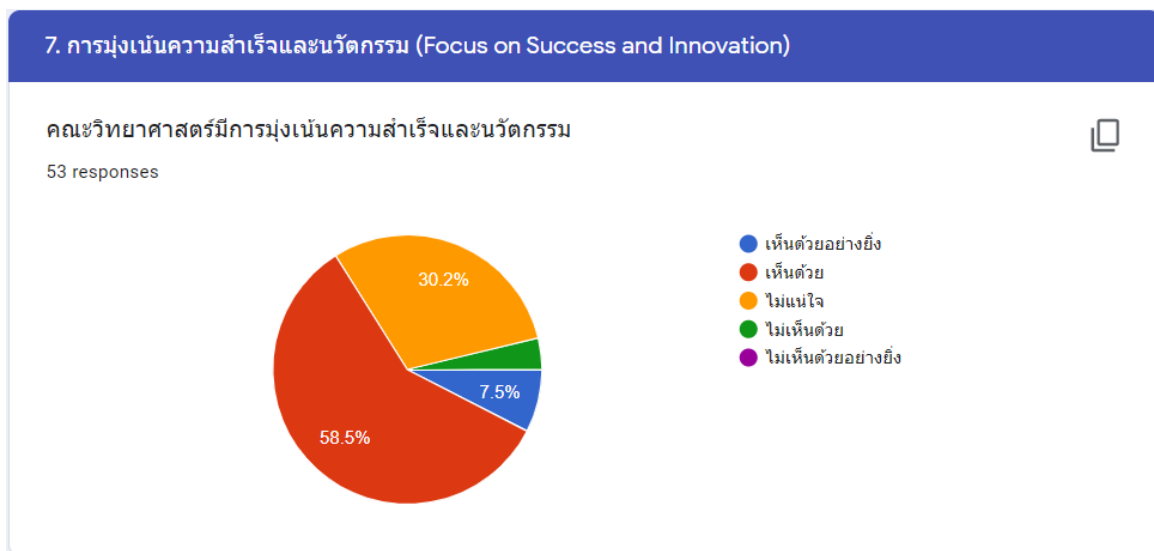 7. การมุ่งเน้นความสำเร็จและนวัตกรรม (Focus on Success and Innovation)
คณะวิทยาศาสตร์มีการมุ่งเน้นความสำเร็จและนวัตกรรม
53 responses
30.2%
7.5%
58.5%
เห็นด้วยอย่างยิ่ง
เห็นด้วย
ไม่แน่ใจ
ไม่เห็นด้วย
ไม่เห็นด้วยอย่างยิ่ง